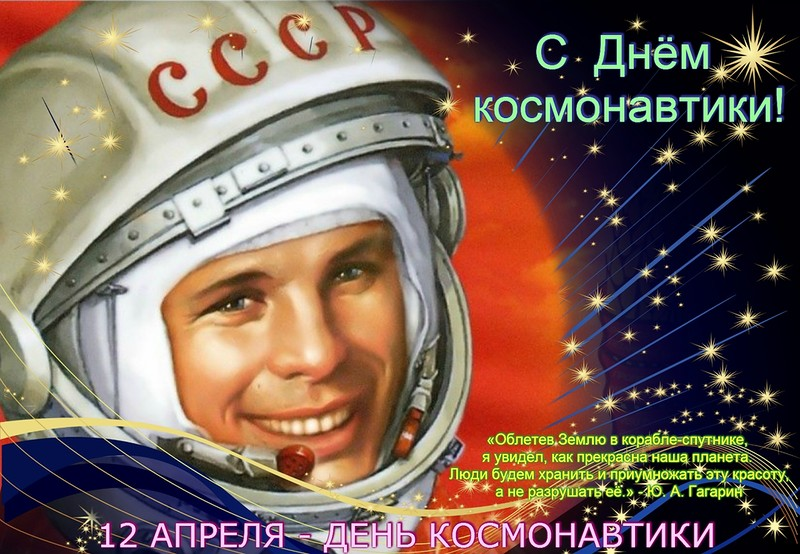 СССР
С Днём
космонавтики!
«Облетев Землю в корабле-спутнике,
я увидел, как прекрасна наша планета.
Люди будем хранить и приумножать эту красоту,
а не разрушать её.» - Ю. А. Гагарин
12 АПРЕЛЯ - ДЕНЬ КОСМОНАВТИКИ